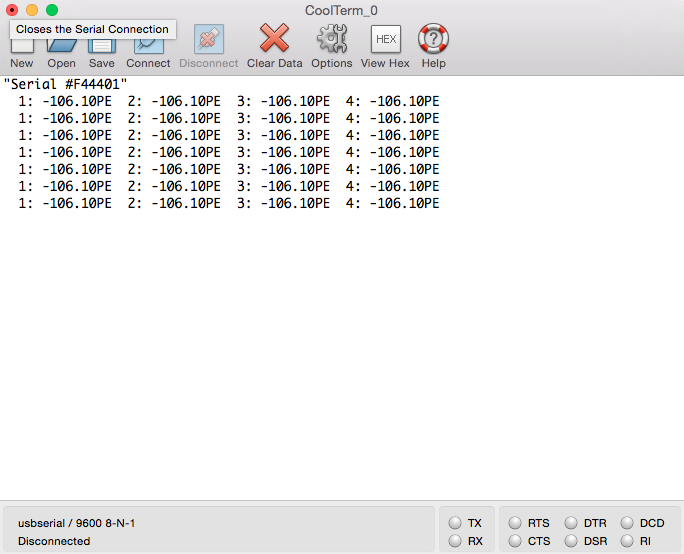 CoolTerm_0
Closes the Serial Connection
New Open Save Connect Disconnect Clear Data Options HEX View Hex Help
"Serial #F44401"
1: -106.10PE 2: -106.10PE 3: -106.10PE 4: -106.10PE
1: -106.10PE 2: -106.10PE 3: -106.10PE 4: -106.10PE
1: -106.10PE 2: -106.10PE 3: -106.10PE 4: -106.10PE
1: -106.10PE 2: -106.10PE 3: -106.10PE 4: -106.10PE
1: -106.10PE 2: -106.10PE 3: -106.10PE 4: -106.10PE
1: -106.10PE 2: -106.10PE 3: -106.10PE 4: -106.10PE
1: -106.10PE 2: -106.10PE 3: -106.10PE 4: -106.10PE
usbserial / 9600 8-N-1 TX RTS DTR DCD
Disconnected RX CTS DSR RI